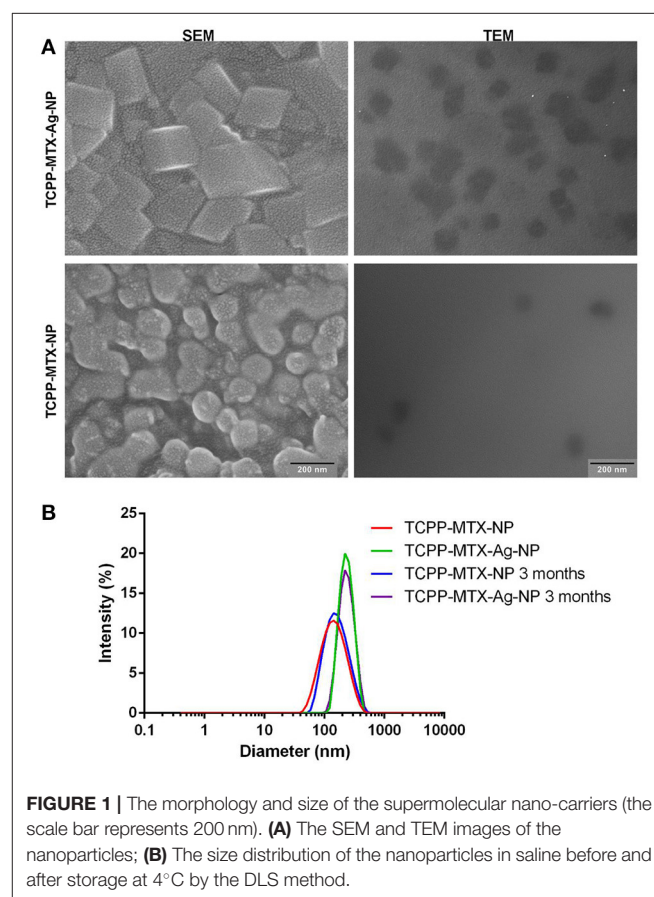 SEM
TEM
A
TCPP-MTX-Ag-NP
TCPP-MTX-NP
200 nm
200 nm
B
Intensity (%)
25
20
15
10
5
0
TCPP-MTX-NP
TCPP-MTX-Ag-NP
TCPP-MTX-NP 3 months
TCPP-MTX-Ag-NP 3 months
0.1 1 10 100 1000 10000
Diameter (nm)
FIGURE 1 | The morphology and size of the supermolecular nano-carriers (the
scale bar represents 200 nm). (A) The SEM and TEM images of the
nanoparticles; (B) The size distribution of the nanoparticles in saline before and
after storage at 4°C by the DLS method.